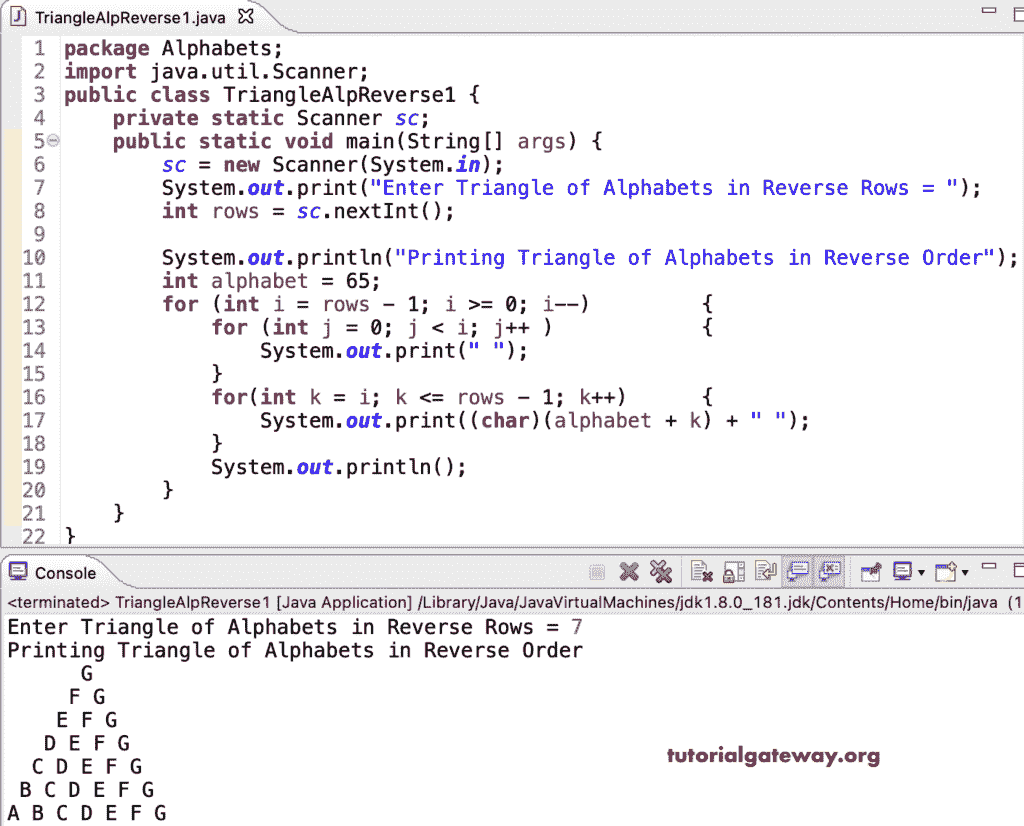 TriangleAlpReverse1.java
1 package Alphabets;
2 import java.util.Scanner;
3 public class TriangleAlpReverse1 {
4     private static Scanner sc;
5     public static void main(String[] args) {
6         sc = new Scanner(System.in);
7         System.out.print("Enter Triangle of Alphabets in Reverse Rows = ");
8         int rows = sc.nextInt();
9
10         System.out.println("Printing Triangle of Alphabets in Reverse Order");
11         int alphabet = 65;
12         for (int i = rows - 1; i >= 0; i--)         {
13             for (int j = 0; j < i; j++ )            {
14                 System.out.print(" ");
15             }
16             for(int k = i; k <= rows - 1; k++)      {
17                 System.out.print((char)(alphabet + k) + " ");
18             }
19             System.out.println();
20         }
21     }
22 }
Console
<terminated> TriangleAlpReverse1 [Java Application] /Library/Java/JavaVirtualMachines/jdk1.8.0_181.jdk/Contents/Home/bin/java (1
Enter Triangle of Alphabets in Reverse Rows = 7
Printing Triangle of Alphabets in Reverse Order
      G
     F G
    E F G
   D E F G
  C D E F G
 B C D E F G
A B C D E F G
tutorialgateway.org